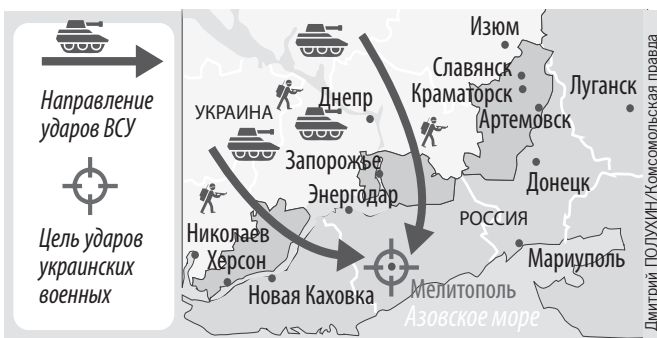 Направление
ударов ВСУ
Цель ударов
украинских
военных
Изюм
Славянск
Краматорск
Луганск
УКРАИНА
Днепр
Артемовск
Запорожье
Донецк
Энергодар
РОССИЯ
Николаев
Херсон
Мариуполь
Новая Каховка
Мелитополь
Азовское море
Дмитрий ПОЛУХИН/Комсомольская правда